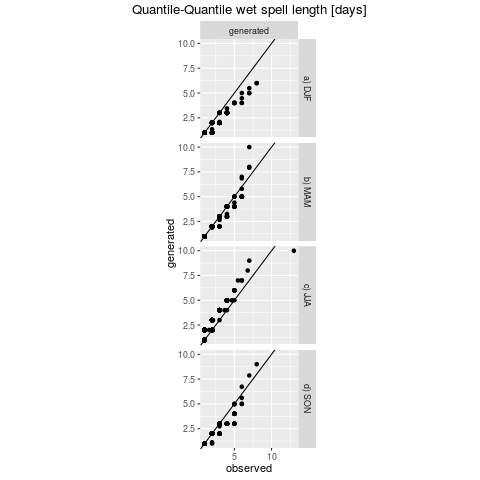 Quantile-Quantile wet spell length [days]
generated
10.0
7.5
5.0
2.5
a) DJF
10.0
7.5
5.0
2.5
b) MAM
generated
10.0
7.5
5.0
2.5
c) JJA
10.0
7.5
5.0
2.5
d) SON
5 10
observed